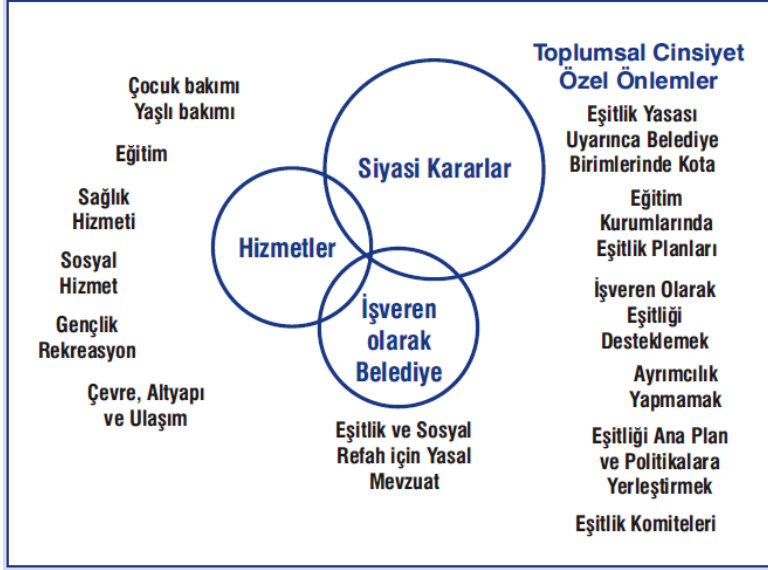 Çocuk bakımı
Yaşlı bakımı
Eğitim
Sağlık
Hizmeti
Sosyal
Hizmet
Gençlik
Rekreasyon
Çevre, Altyapı
ve Ulaşım
Siyasi Kararlar
Hizmetler
İşveren
olarak
Belediye
Eşitlik ve Sosyal
Refah için Yasal
Mevzuat
Toplumsal Cinsiyet
Özel Önlemler
Eşitlik Yasası
Uyarınca Belediye
Birimlerinde Kota
Eğitim
Kurumlarında
Eşitlik Planları
İşveren Olarak
Eşitliği
Desteklemek
Ayrımcılık
Yapmamak
Eşitliği Ana Plan
ve Politikalara
Yerleştirmek
Eşitlik Komiteleri